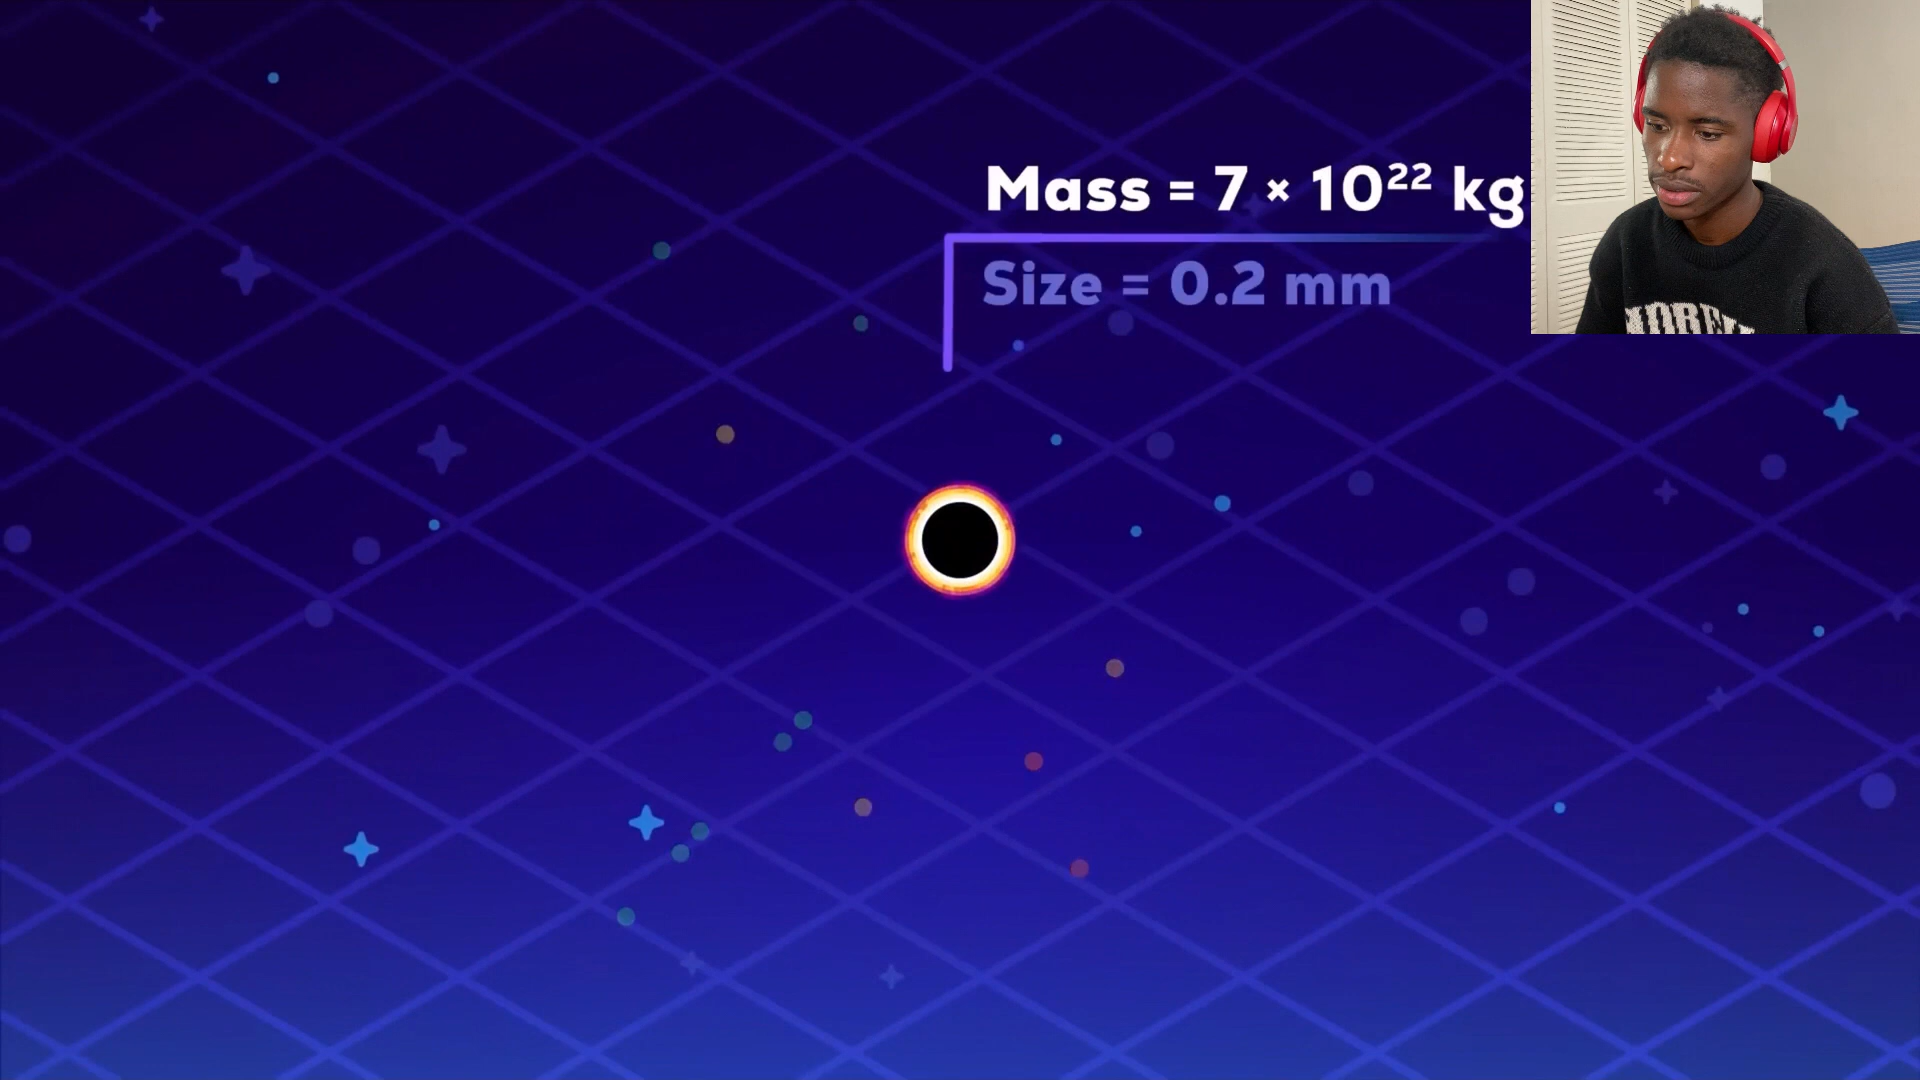 Mass = 7 × 10²² kg
Size = 0.2 mm